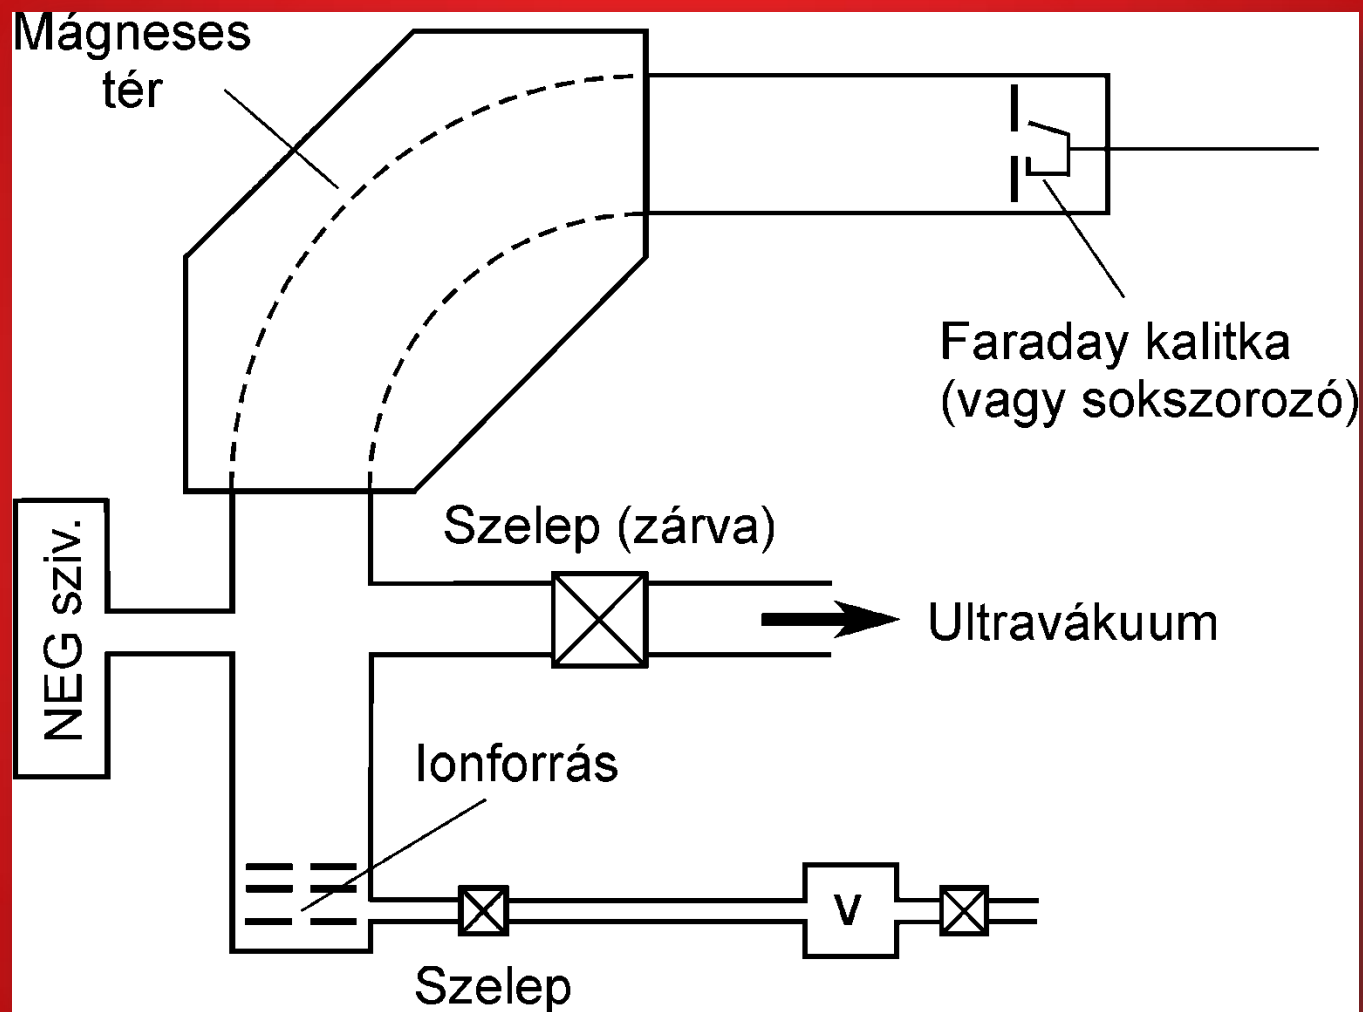 Mágneses
tér
Faraday kalitka
(vagy sokszorozó)
Szelep (zárva)
NEG sziv.
Ultravákuum
Ionforrás
V
Szelep